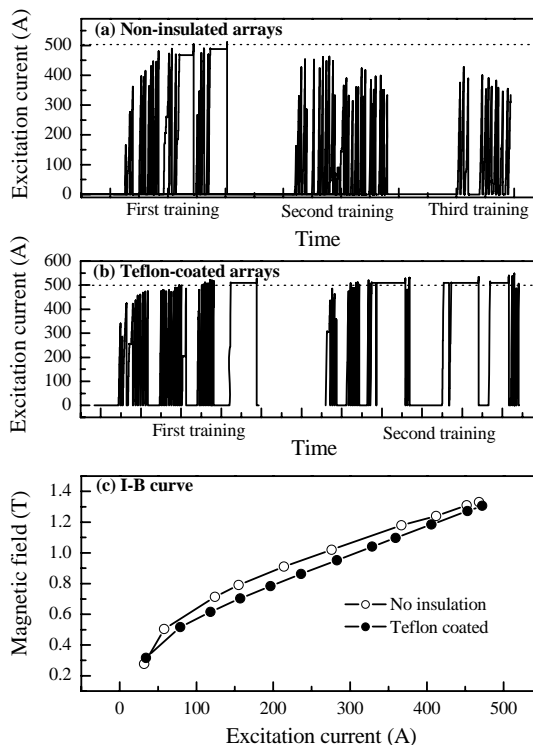 (a) Non-insulated arrays
Excitation current (A)
500
400
300
200
100
0
First training
Second training
Third training
Time
(b) Teflon-coated arrays
Excitation current (A)
600
500
400
300
200
100
0
First training
Second training
Time
(c) I-B curve
Magnetic field (T)
1.4
1.2
1.0
0.8
0.6
0.4
0.2
No insulation
Teflon coated
0 100 200 300 400 500
Excitation current (A)